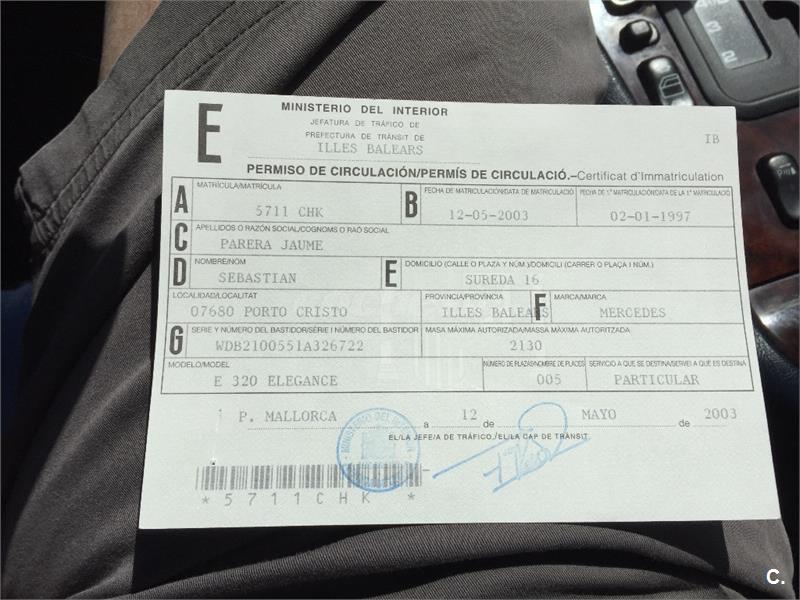 E
MINISTERIO DEL INTERIOR
JEFATURA DE TRÁFICO DE
PREFECTURA DE TRÀNSIT DE
ILLES BALEARS
IB
PERMISO DE CIRCULACIÓN/PERMÍS DE CIRCULACIÓ.–Certificat d'Immatriculation
A MATRÍCULA/MATRÍCULA
5711 CHK
B FECHA DE MATRICULACIÓN/DATA DE MATRICULACIÓ
12-05-2003
FECHA DE 1.ª MATRICULACIÓN/DATA DE LA 1.ª MATRICULACIÓ
02-01-1997
C APELLIDOS O RAZÓN SOCIAL/COGNOMS O RAÓ SOCIAL
PARERA JAUME
D NOMBRE/NOM
SEBASTIAN
E DOMICILIO (CALLE O PLAZA Y NÚM.)/DOMICILI (CARRER O PLAÇA I NÚM.)
SUREDA 16
LOCALIDAD/LOCALITAT
07680 PORTO CRISTO
PROVINCIA/PROVÍNCIA
ILLES BALEARS
F MARCA/MARCA
MERCEDES
G SERIE Y NÚMERO DEL BASTIDOR/SÈRIE I NÚMERO DEL BASTIDOR
WDB2100551A326722
MASA MÁXIMA AUTORIZADA/MASSA MÀXIMA AUTORITZADA
2130
MODELO/MODEL
E 320 ELEGANCE
NÚMERO DE PLAZAS/NOMBRE DE PLACES
005
SERVICIO A QUE SE DESTINA/SERVEI A QUÈ ES DESTINA
PARTICULAR
P. MALLORCA a 12 de MAYO de 2003
EL/LA JEFE/A DE TRÁFICO./EL/LA CAP DE TRÀNSIT
MINISTERIO DEL
*5711CHK *
C.